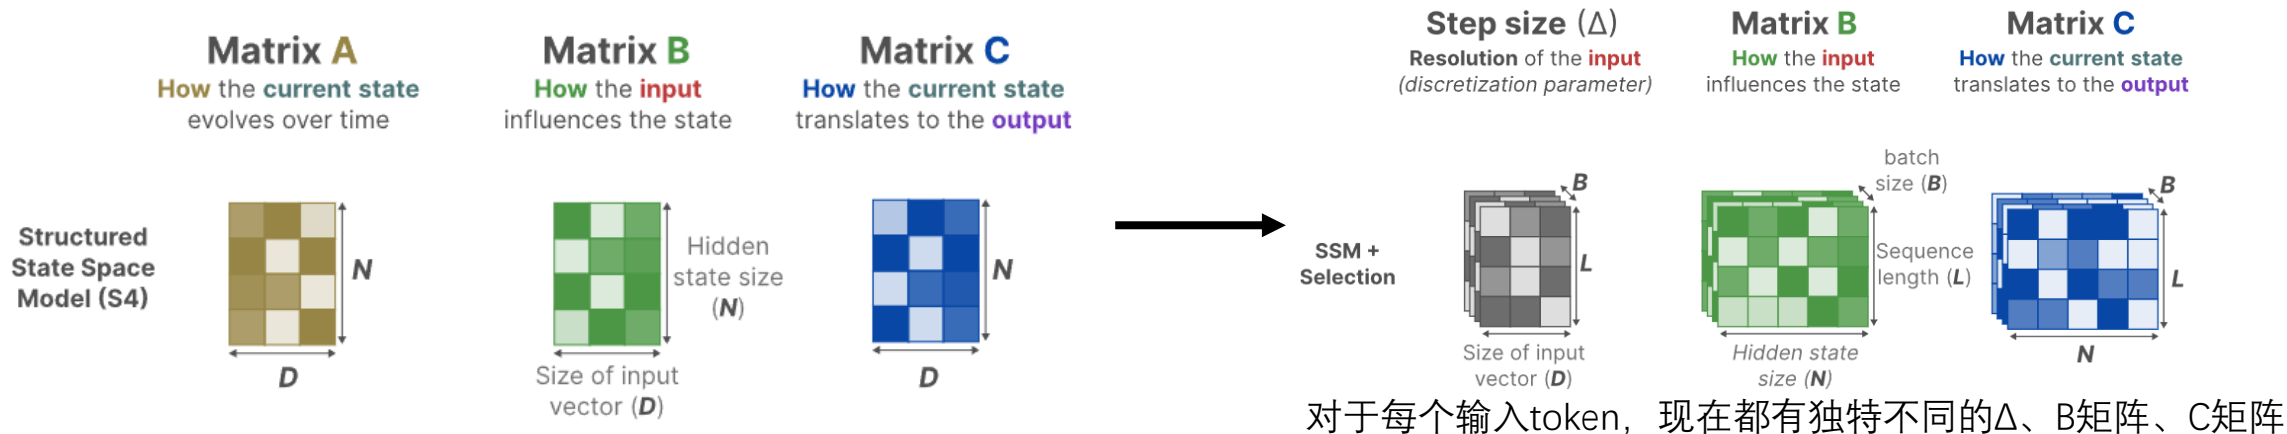 Matrix A
How the current state
evolves over time
Matrix B
How the input
influences the state
Matrix C
How the current state
translates to the output
Structured
State Space
Model (S4)
N
D
Hidden
state size
(N)
Size of input
vector (D)
N
D
Step size (Δ)
Resolution of the input
(discretization parameter)
Matrix B
How the input
influences the state
Matrix C
How the current state
translates to the output
SSM +
Selection
B
L
Size of input
vector (D)
batch
size (B)
Sequence
length (L)
Hidden state
size (N)
B
L
N
对于每个输入token，现在都有独特不同的Δ、B矩阵、C矩阵